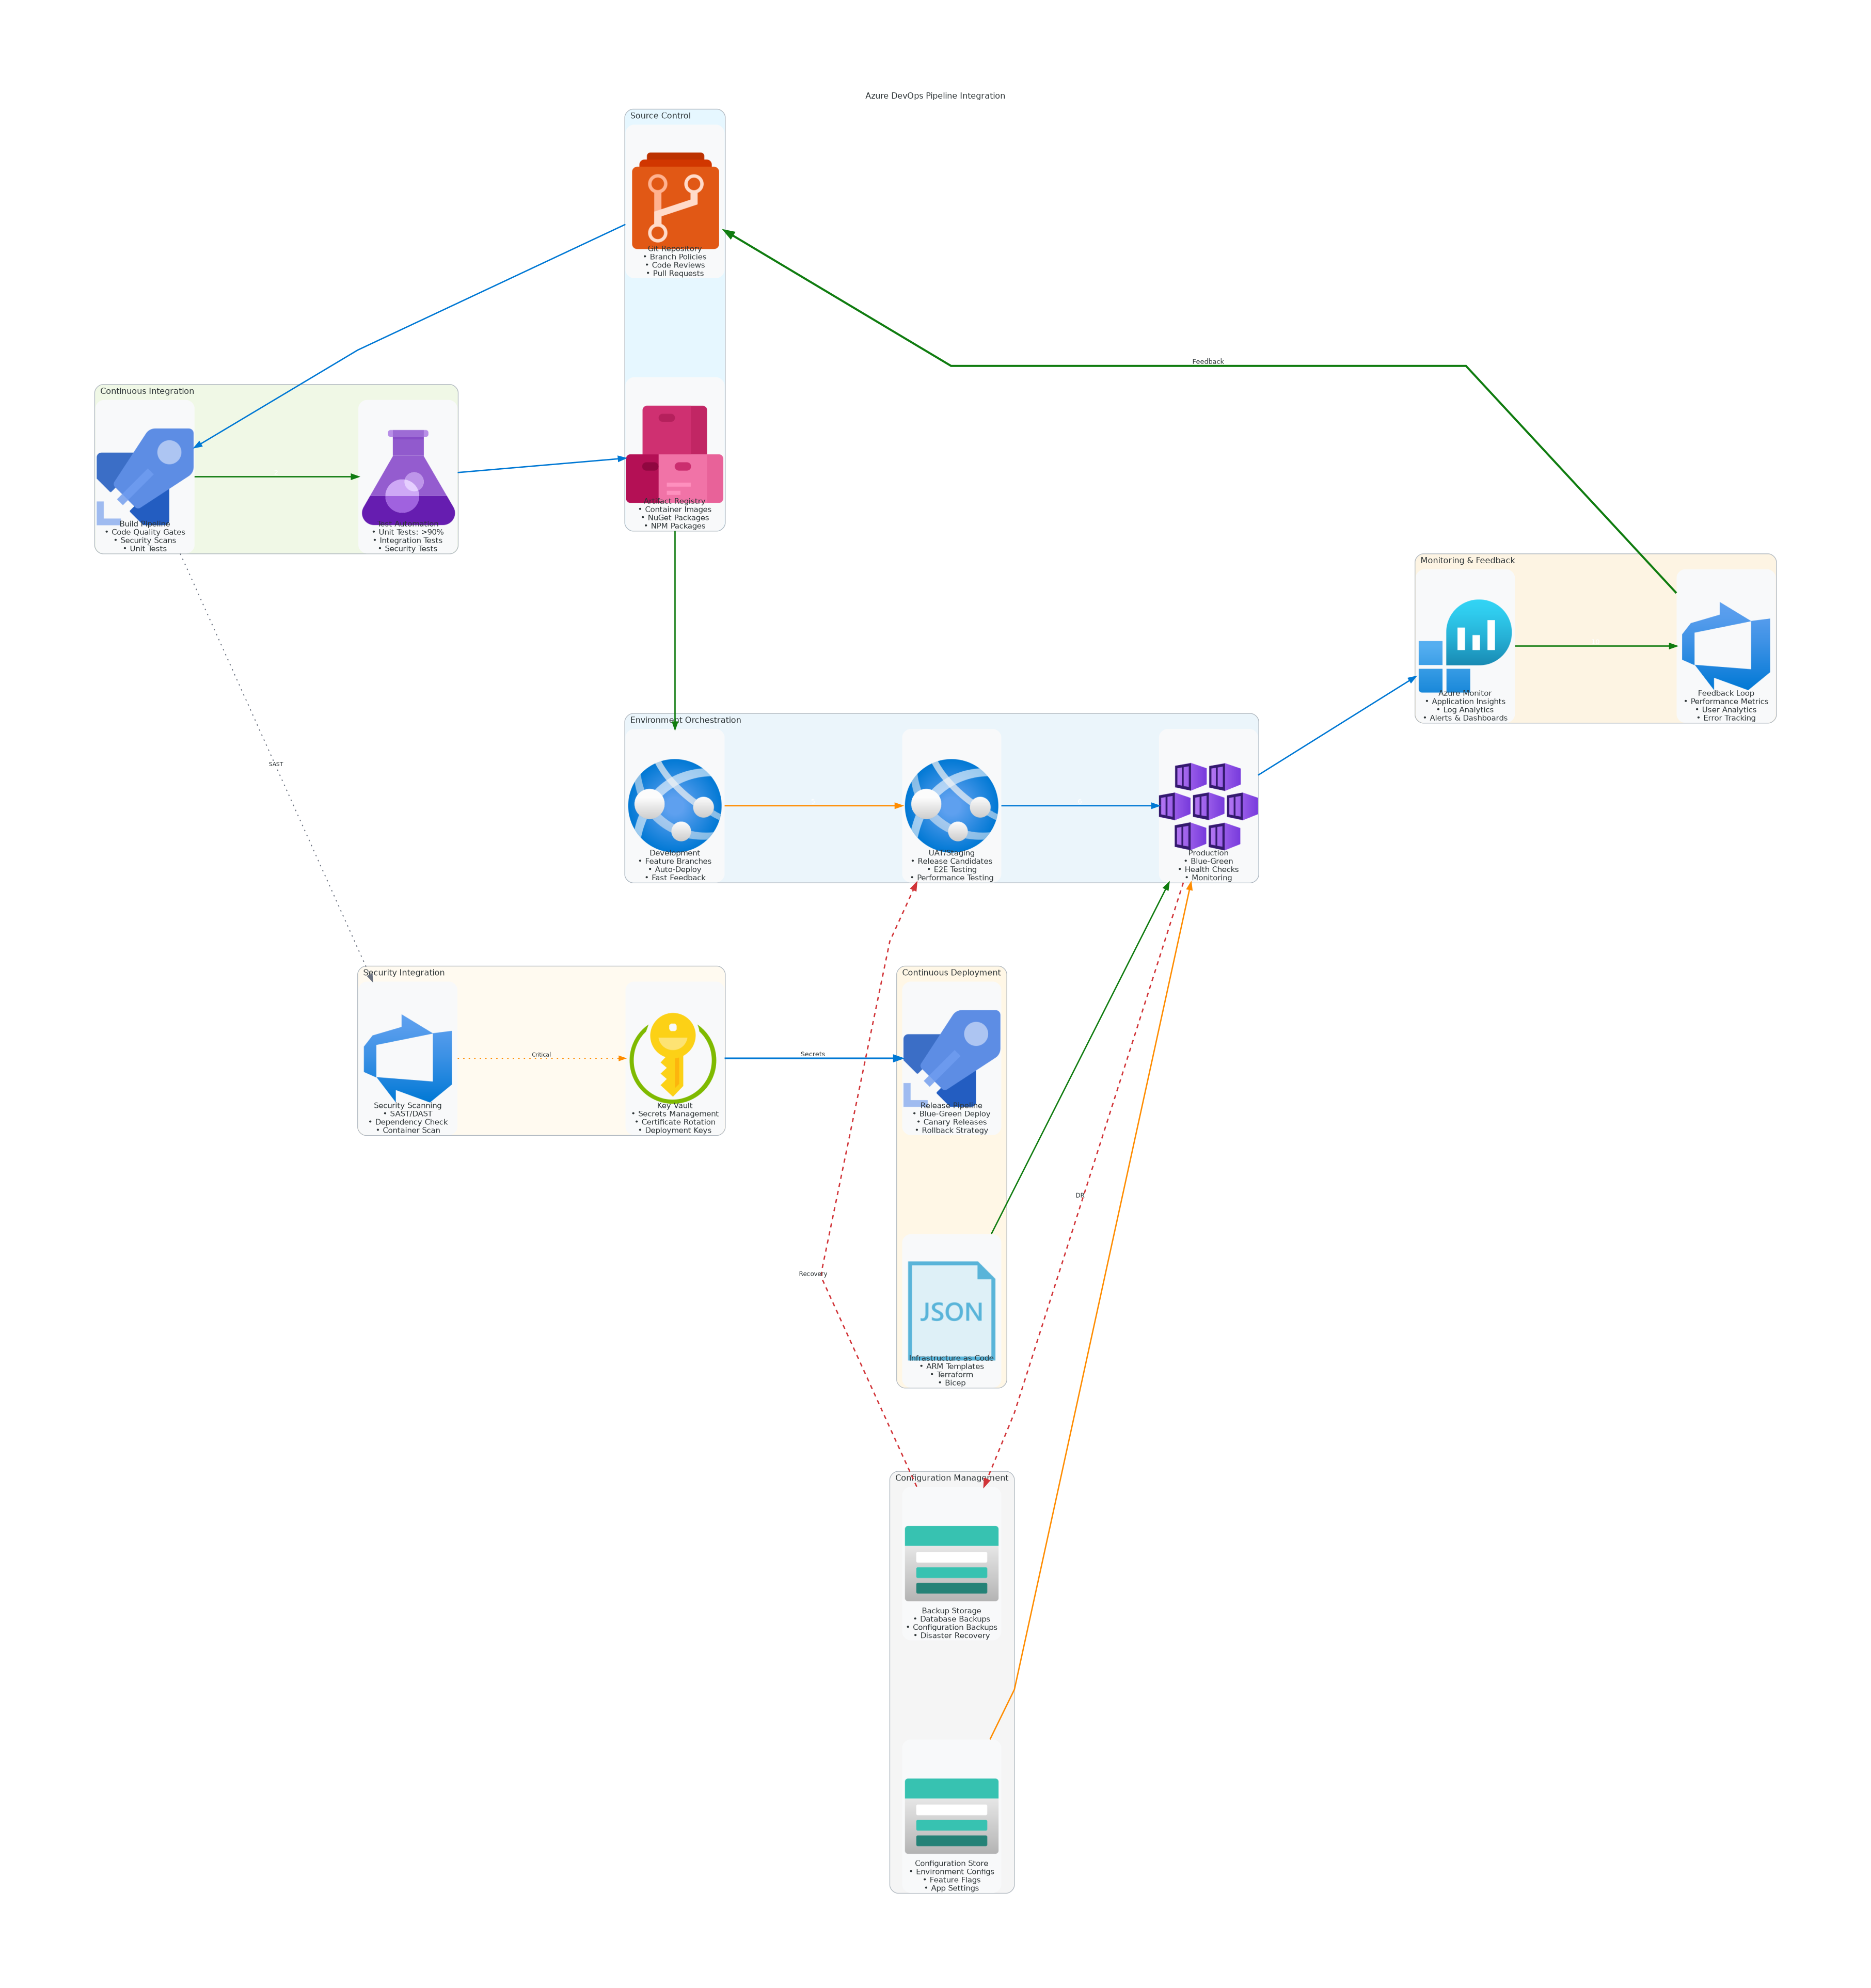 Azure DevOps Pipeline Integration
Source Control
Git Repository
• Branch Policies
• Code Reviews
• Pull Requests
Feedback
Continuous Integration
Build Pipeline
• Code Quality Gates
• Security Scans
• Unit Tests
Test Automation
• Unit Tests: >90%
• Integration Tests
• Security Tests
Artifact Registry
• Container Images
• NuGet Packages
• NPM Packages
Monitoring & Feedback
Azure Monitor
• Application Insights
• Log Analytics
• Alerts & Dashboards
Feedback Loop
• Performance Metrics
• User Analytics
• Error Tracking
Environment Orchestration
SAST
Development
• Feature Branches
• Auto-Deploy
• Fast Feedback
UAT/Staging
• Release Candidates
• E2E Testing
• Performance Testing
Production
• Blue-Green
• Health Checks
• Monitoring
Security Integration
Security Scanning
• SAST/DAST
• Dependency Check
• Container Scan
Critical
Key Vault
• Secrets Management
• Certificate Rotation
• Deployment Keys
Secrets
Continuous Deployment
Release Pipeline
• Blue-Green Deploy
• Canary Releases
• Rollback Strategy
DR
Recovery
JSON
Infrastructure as Code
• ARM Templates
• Terraform
• Bicep
Configuration Management
Backup Storage
• Database Backups
• Configuration Backups
• Disaster Recovery
Configuration Store
• Environment Configs
• Feature Flags
• App Settings